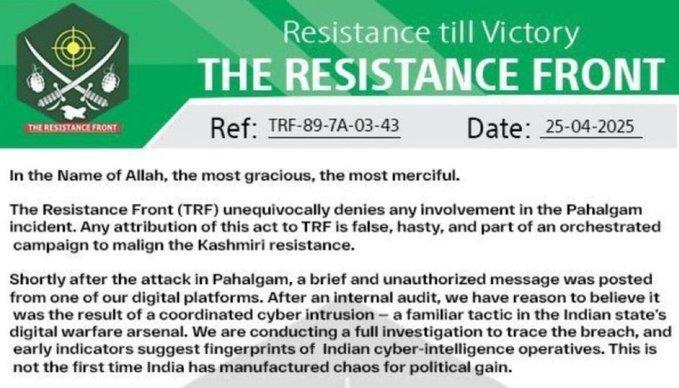 Resistance till Victory
THE RESISTANCE FRONT
THE RESISTANCE FRONT
Ref: TRF-89-7A-03-43 Date: 25-04-2025
In the Name of Allah, the most gracious, the most merciful.
The Resistance Front (TRF) unequivocally denies any involvement in the Pahalgam
incident. Any attribution of this act to TRF is false, hasty, and part of an orchestrated
campaign to malign the Kashmiri resistance.
Shortly after the attack in Pahalgam, a brief and unauthorized message was posted
from one of our digital platforms. After an internal audit, we have reason to believe it
was the result of a coordinated cyber intrusion – a familiar tactic in the Indian state's
digital warfare arsenal. We are conducting a full investigation to trace the breach, and
early indicators suggest fingerprints of Indian cyber-intelligence operatives. This is
not the first time India has manufactured chaos for political gain.